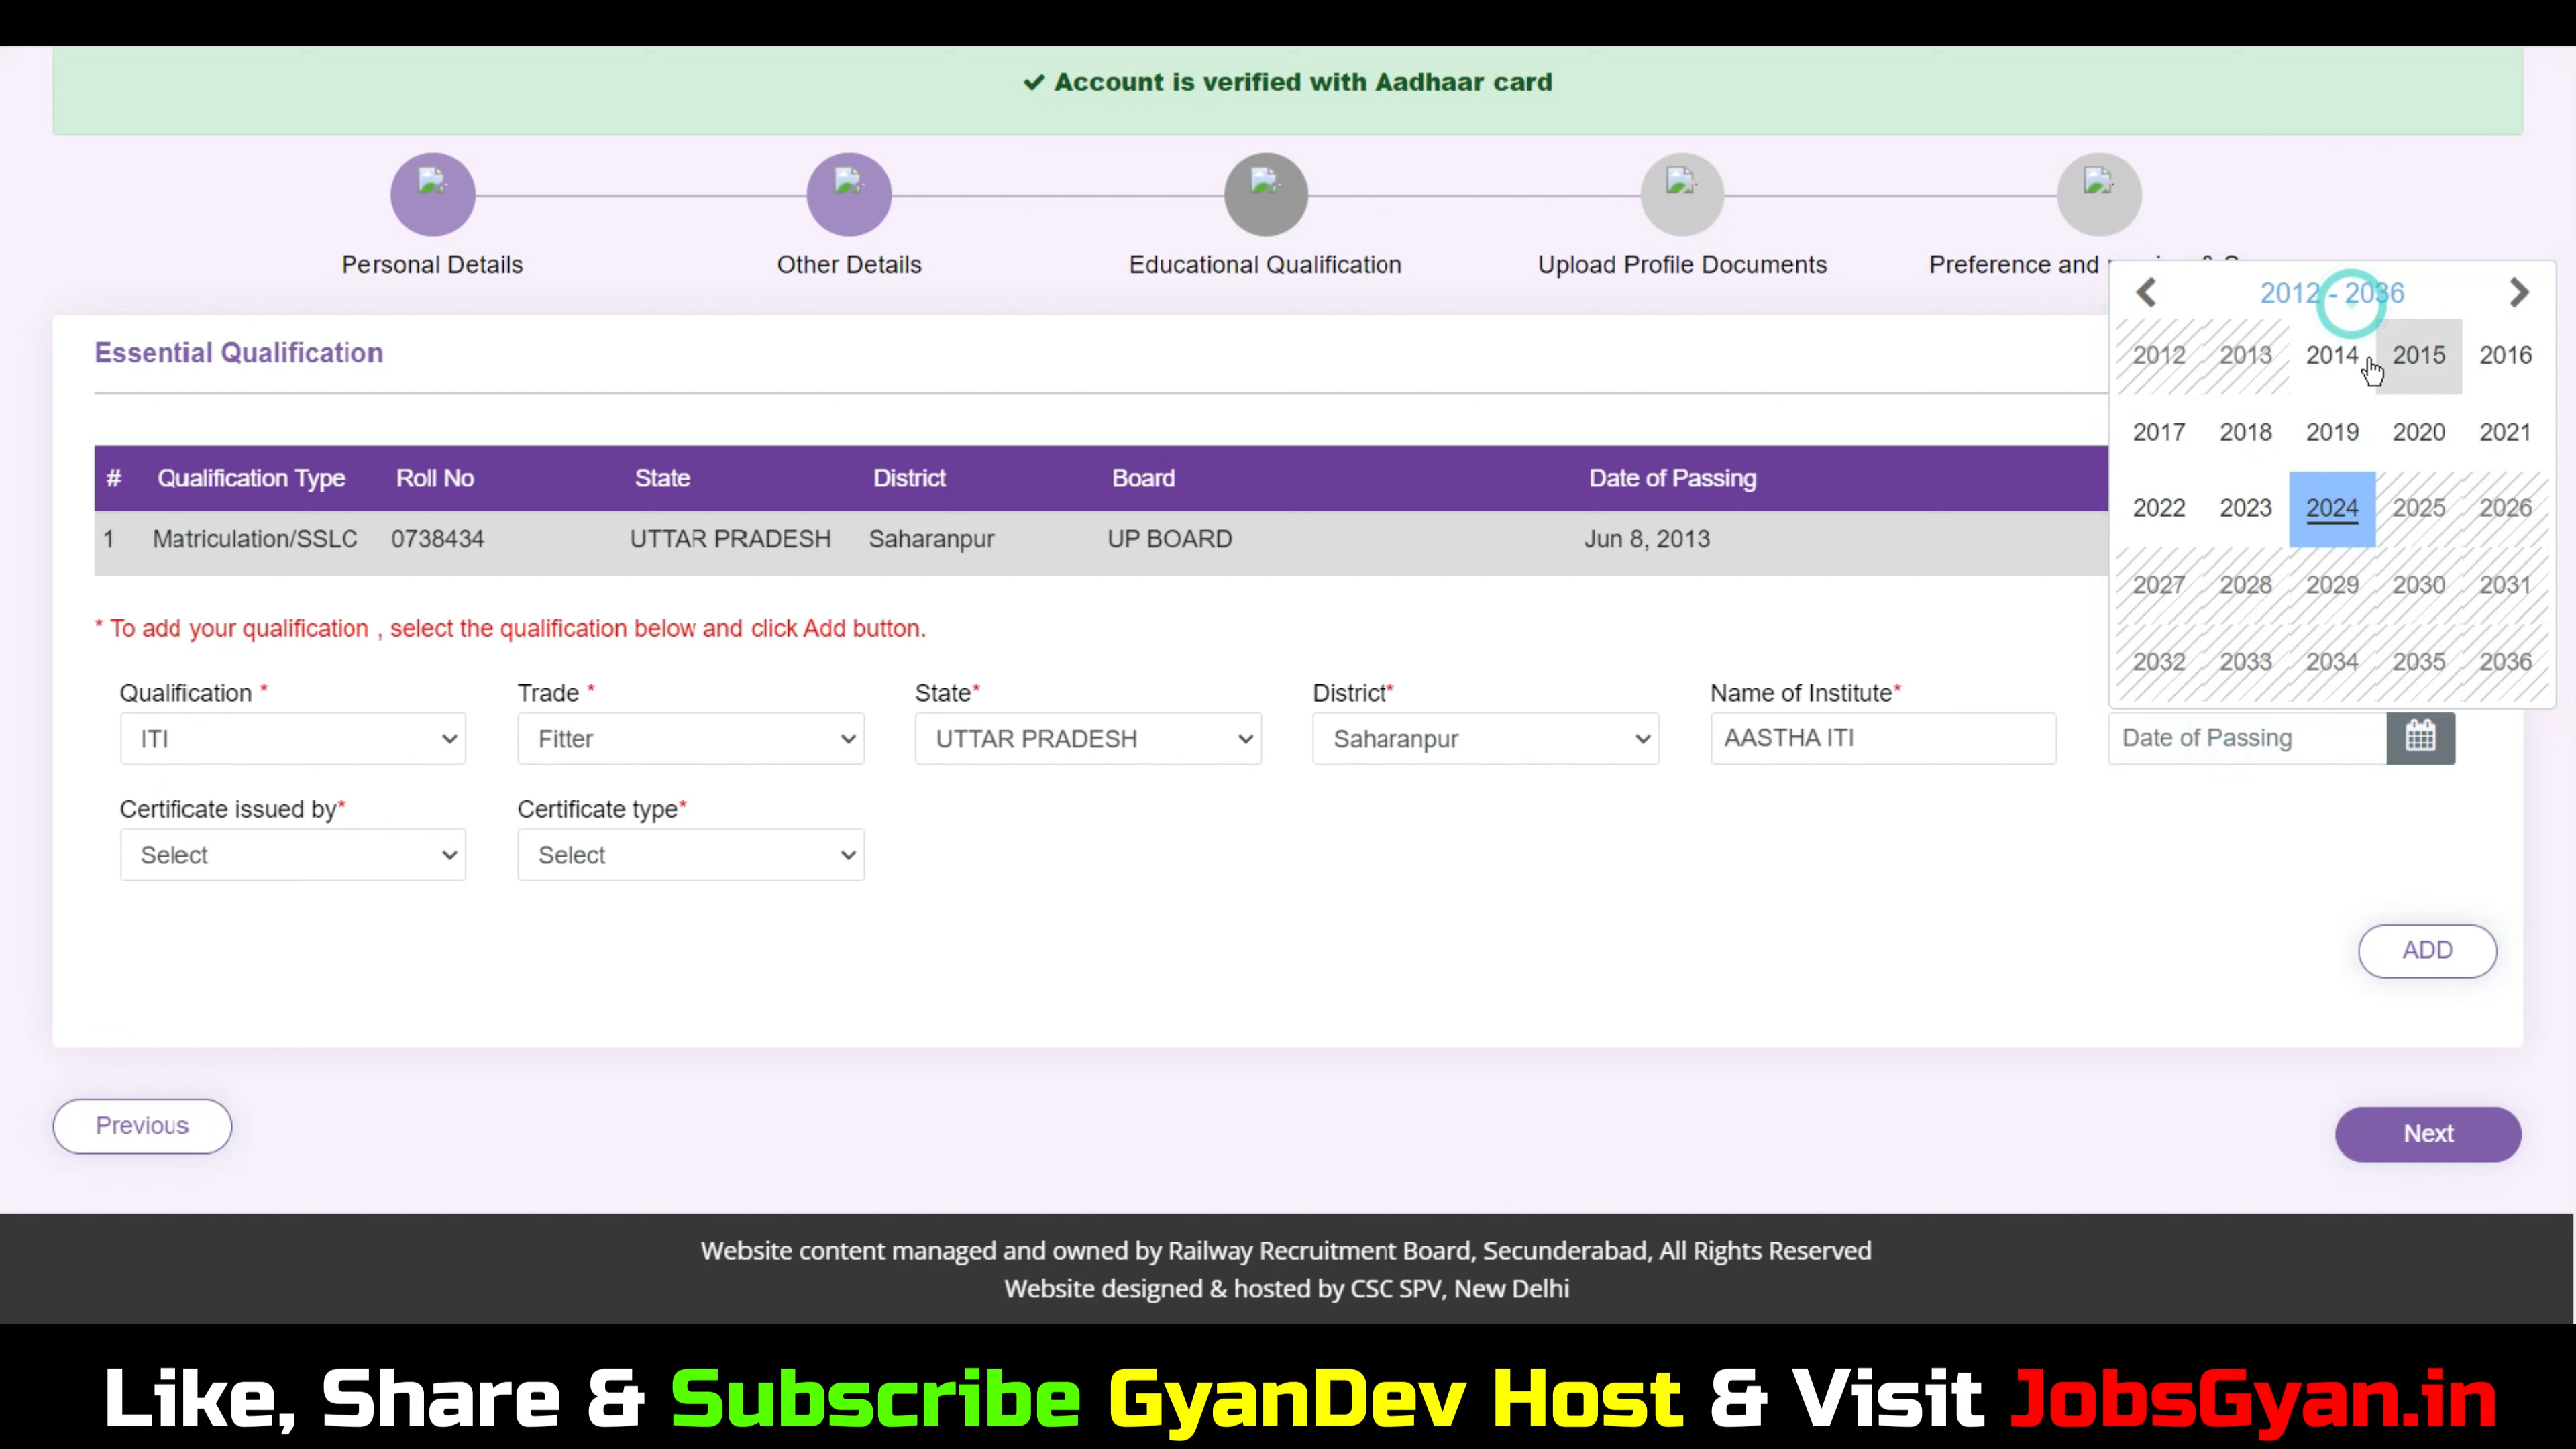 ✔ Account is verified with Aadhaar card
Personal Details
Other Details
Educational Qualification
Upload Profile Documents
Preference and
2012 - 2036
2012 2013 2014 2015 2016
2017 2018 2019 2020 2021
2022 2023 2024 2025 2026
2027 2028 2029 2030 2031
2032 2033 2034 2035 2036
Essential Qualification
# Qualification Type Roll No State District Board Date of Passing
1 Matriculation/SSLC 0738434 UTTAR PRADESH Saharanpur UP BOARD Jun 8, 2013
* To add your qualification , select the qualification below and click Add button.
Qualification * Trade * State* District* Name of Institute*
ITI Fitter UTTAR PRADESH Saharanpur AASTHA ITI Date of Passing
Certificate issued by* Certificate type*
Select Select
ADD
Previous
Next
Website content managed and owned by Railway Recruitment Board, Secunderabad, All Rights Reserved
Website designed & hosted by CSC SPV, New Delhi
Like, Share & Subscribe GyanDev Host & Visit JobsGyan.in